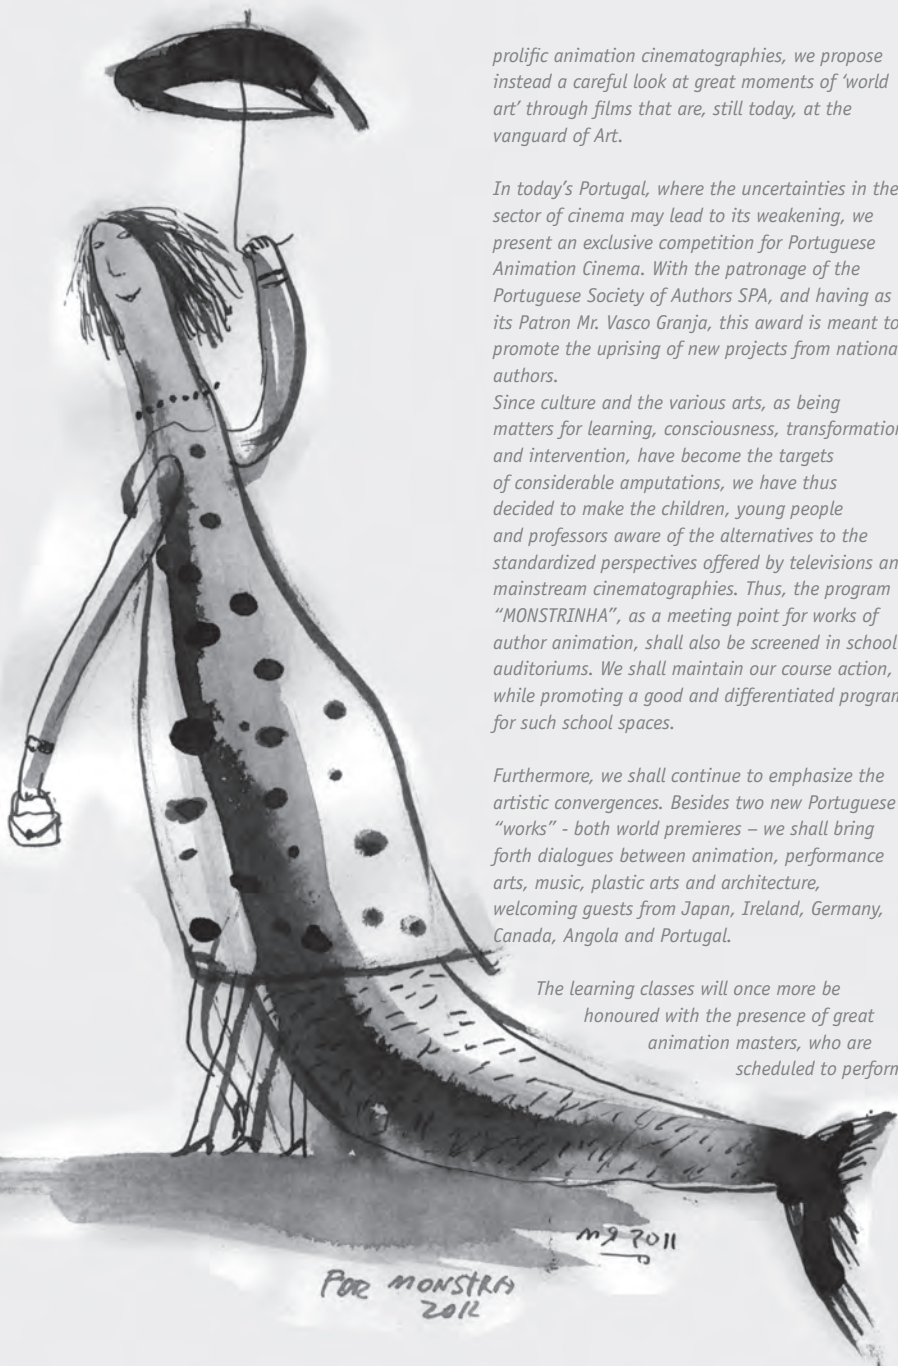 prolific animation cinematographies, we propose
instead a careful look at great moments of ‘world
art’ through films that are, still today, at the
vanguard of Art.
In today’s Portugal, where the uncertainties in the
sector of cinema may lead to its weakening, we
present an exclusive competition for Portuguese
Animation Cinema. With the patronage of the
Portuguese Society of Authors SPA, and having as
its Patron Mr. Vasco Granja, this award is meant to
promote the uprising of new projects from nationa
authors.
Since culture and the various arts, as being
matters for learning, consciousness, transformation
and intervention, have become the targets
of considerable amputations, we have thus
decided to make the children, young people
and professors aware of the alternatives to the
standardized perspectives offered by televisions an
mainstream cinematographies. Thus, the program
“MONSTRINHA”, as a meeting point for works of
author animation, shall also be screened in school
auditoriums. We shall maintain our course action,
while promoting a good and differentiated program
for such school spaces.
Furthermore, we shall continue to emphasize the
artistic convergences. Besides two new Portuguese
“works” - both world premieres – we shall bring
forth dialogues between animation, performance
arts, music, plastic arts and architecture,
welcoming guests from Japan, Ireland, Germany,
Canada, Angola and Portugal.
The learning classes will once more be
honoured with the presence of great
animation masters, who are
scheduled to perform
2011
FOR MONSTRA
2012